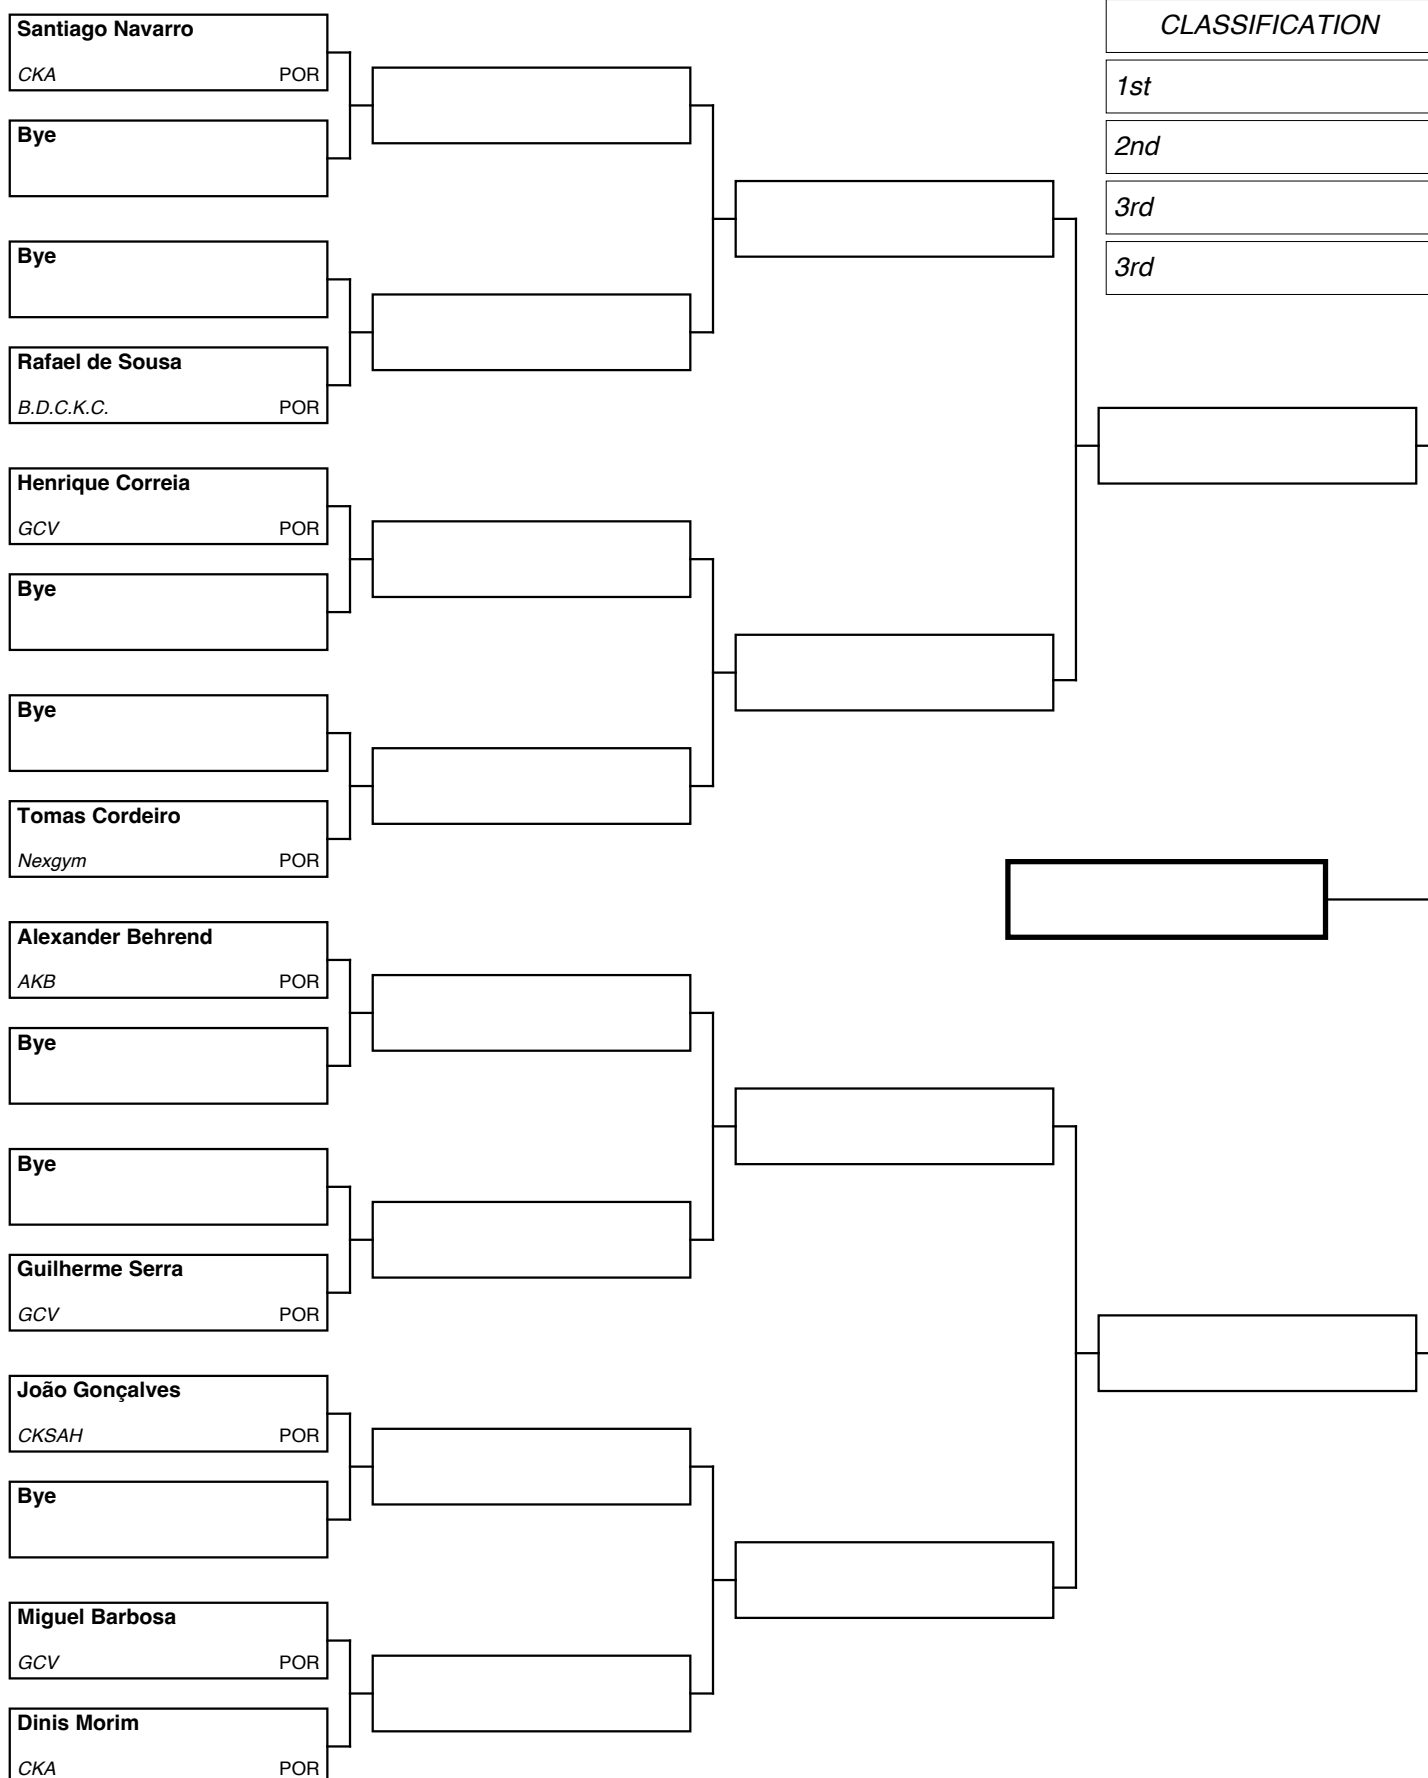 Santiago Navarro
CKA POR
Bye
Bye
Rafael de Sousa
B.D.C.K.C. POR
Henrique Correia
GCV POR
Bye
Bye
Tomas Cordeiro
Nexgym POR
Alexander Behrend
AKB POR
Bye
Bye
Guilherme Serra
GCV POR
João Gonçalves
CKSAH POR
Bye
Miguel Barbosa
GCV POR
Dinis Morim
CKA POR
CLASSIFICATION
1st
2nd
3rd
3rd